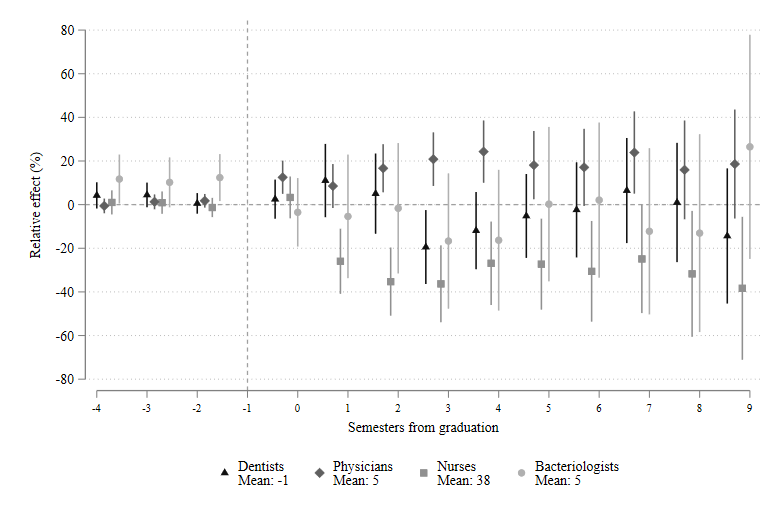 80
60
40
20
0
-20
-40
-60
-80
Relative effect (%)
-4 -3 -2 -1 0 1 2 3 4 5 6 7 8 9
Semesters from graduation
Dentists Physicians Nurses Bacteriologists
Mean: -1 Mean: 5 Mean: 38 Mean: 5